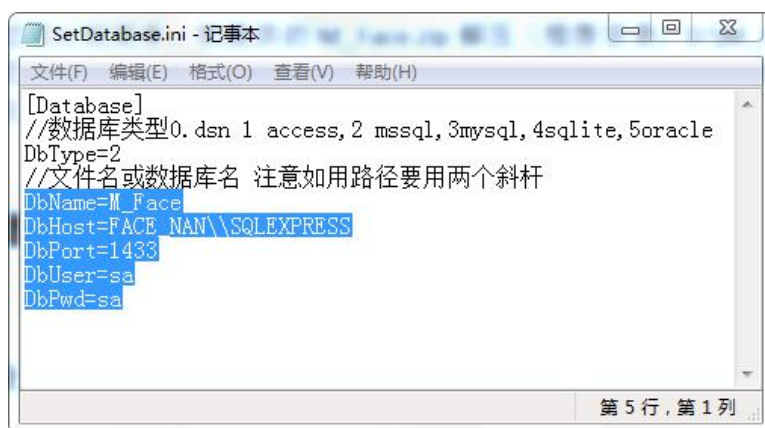 SetDatabase.ini - 记事本
文件(F) 编辑(E) 格式(O) 查看(V) 帮助(H)
[Database]
//数据库类型0.dsn 1 access,2 mssql,3mysql,4sqlite,5oracle
DbType=2
//文件名或数据库名 注意如用路径要用两个斜杆
DbName=M_Face
DbHost=FACE_NAN\\SQLEXPRESS
DbPort=1433
DbUser=sa
DbPwd=sa
第 5 行，第 1 列